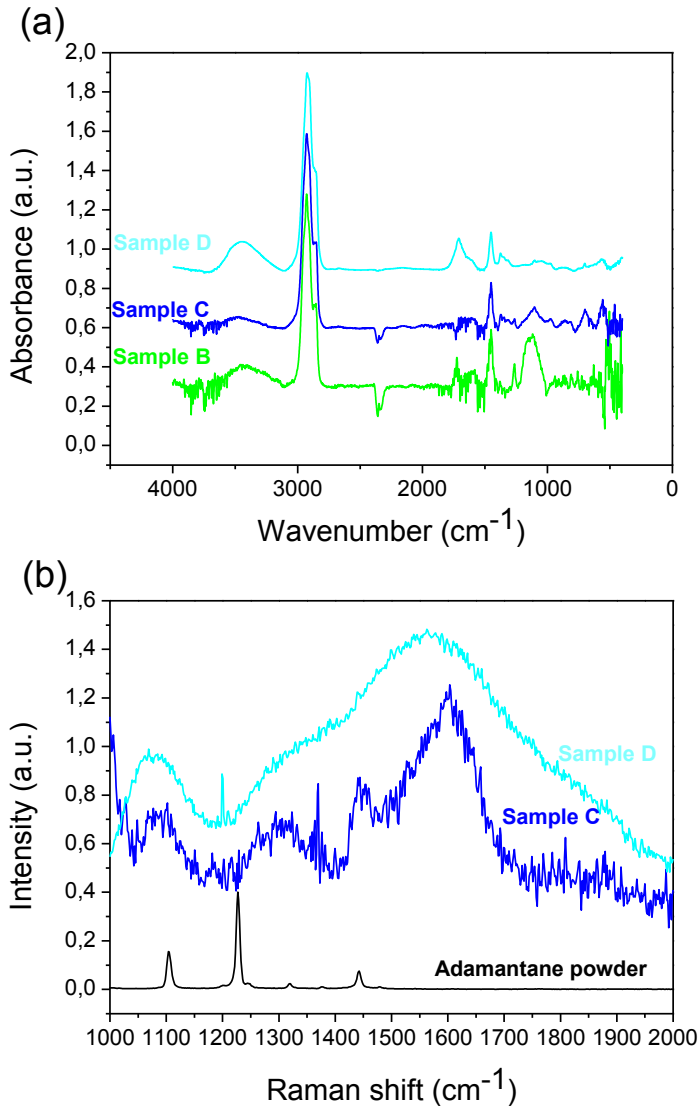 (a)
2,0
1,8
1,6
1,4
1,2
1,0
0,8
0,6
0,4
0,2
0,0
Absorbance (a.u.)
Sample D
Sample C
Sample B
4000 3000 2000 1000 0
Wavenumber (cm-1)
(b)
1,6
1,4
1,2
1,0
0,8
0,6
0,4
0,2
0,0
Intensity (a.u.)
Sample D
Sample C
Adamantane powder
1000 1100 1200 1300 1400 1500 1600 1700 1800 1900 2000
Raman shift (cm-1)